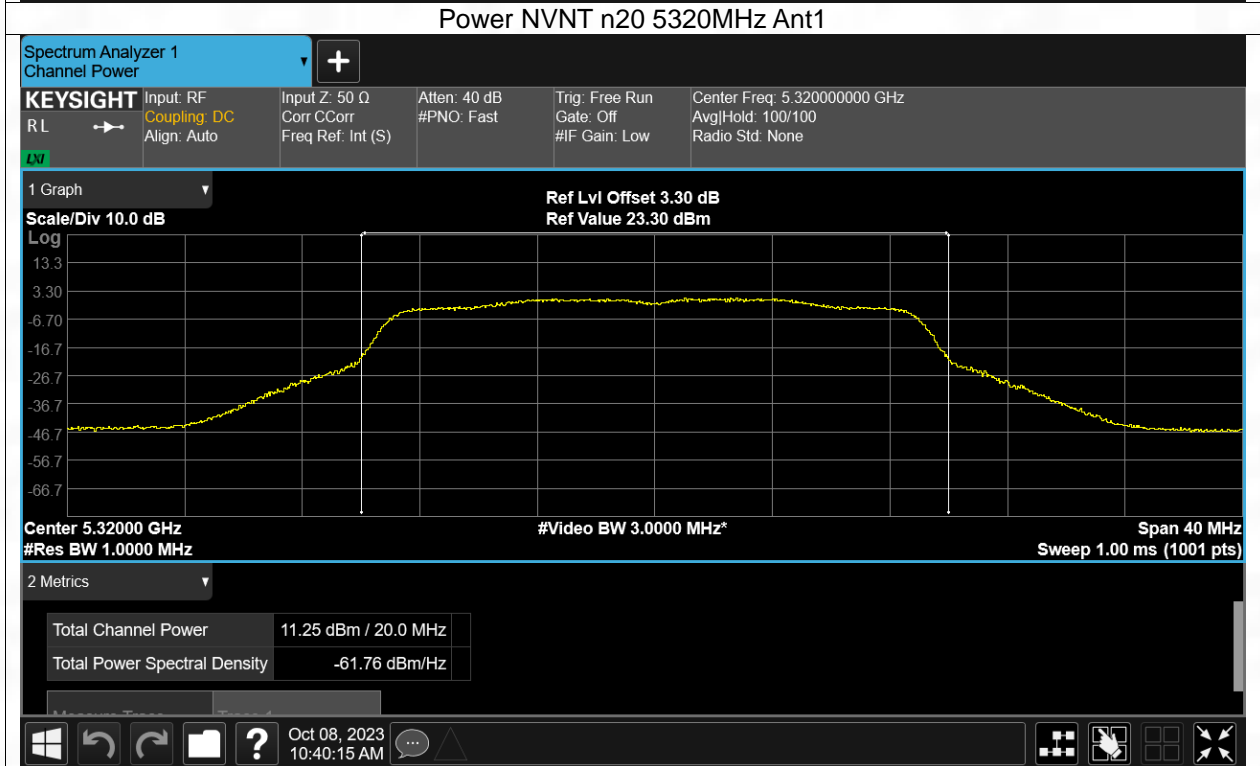 Power NVNT n20 5320MHz Ant1
Spectrum Analyzer 1
Channel Power
+
KEYSIGHT Input: RF Input Z: 50 Ω Atten: 40 dB Trig: Free Run Center Freq: 5.320000000 GHz
RL Coupling: DC Corr CCorr #PNO: Fast Gate: Off Avg|Hold: 100/100
Align: Auto Freq Ref: Int (S) #IF Gain: Low Radio Std: None
LXI
1 Graph
Ref Lvl Offset 3.30 dB
Scale/Div 10.0 dB Ref Value 23.30 dBm
Log
13.3
3.30
-6.70
-16.7
-26.7
-36.7
-46.7
-56.7
-66.7
Center 5.32000 GHz #Video BW 3.0000 MHz* Span 40 MHz
#Res BW 1.0000 MHz Sweep 1.00 ms (1001 pts)
2 Metrics
Total Channel Power 11.25 dBm / 20.0 MHz
Total Power Spectral Density -61.76 dBm/Hz
? Oct 08, 2023
10:40:15 AM